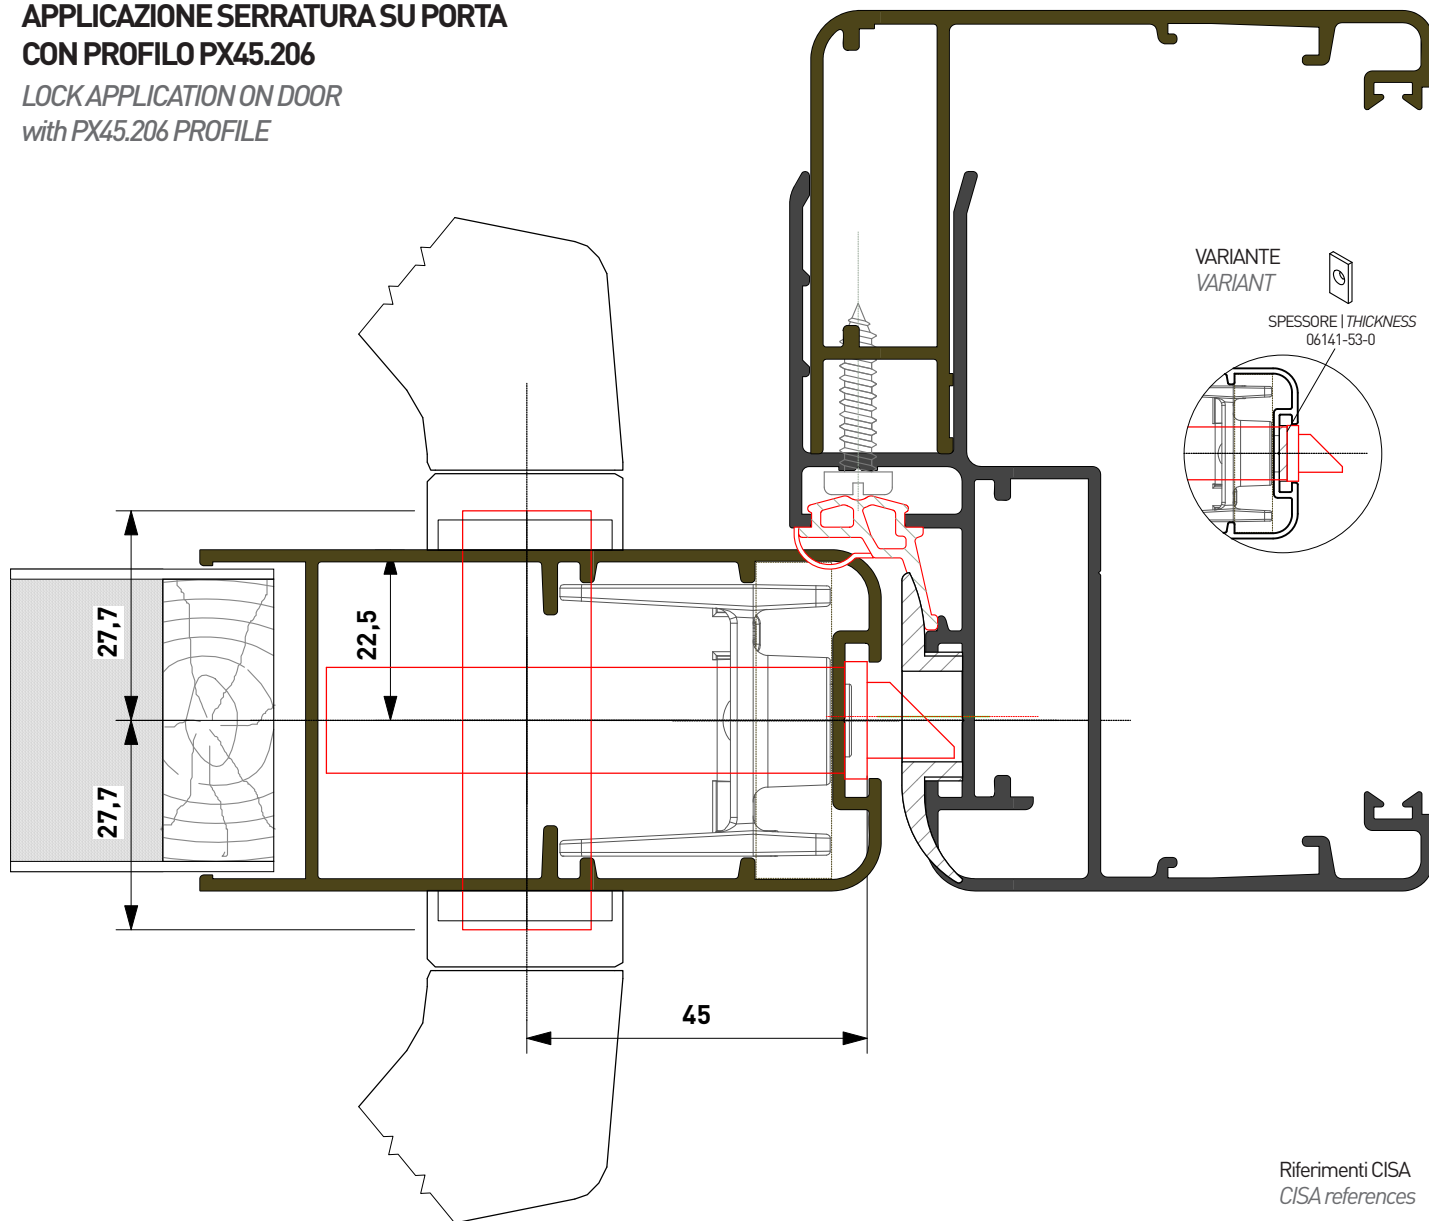 APPLICAZIONE SERRATURA SU PORTA
CON PROFILO PX45.206
LOCK APPLICATION ON DOOR
with PX45.206 PROFILE
VARIANTE
VARIANT
SPESSORE | THICKNESS
06141-53-0
27,7
22,5
27,7
45
Riferimenti CISA
CISA references